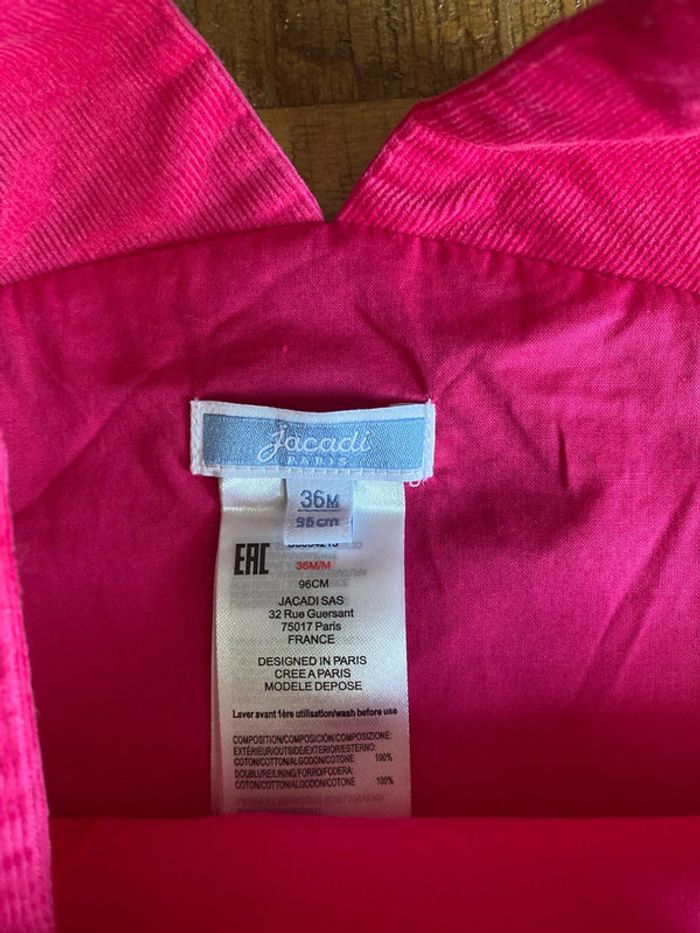 jacadi
PARIS
36M
96cm
EAC
36M/M
96CM
JACADI SAS
32 Rue Guersant
75017 Paris
FRANCE
DESIGNED IN PARIS
CREE A PARIS
MODELE DEPOSE
Laver avant 1ère utilisation/wash before use
COMPOSITION/COMPOSICIÓN/COMPOSIZIONE:
EXTÉRIEUR/OUTSIDE/EXTERIOR/ESTERNO:
COTON/COTTON/ALGODON/COTONE 100%
DOUBLURE/LINING/FORRO/FODERA:
COTON/COTTON/ALGODON/COTONE 100%